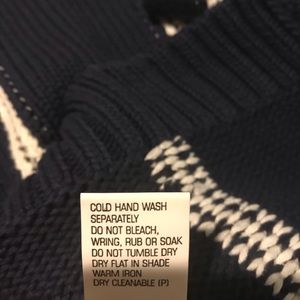 COLD HAND WASH
SEPARATELY
DO NOT BLEACH,
WRING, RUB OR SOAK
DO NOT TUMBLE DRY
DRY FLAT IN SHADE
WARM IRON
DRY CLEANABLE (P)